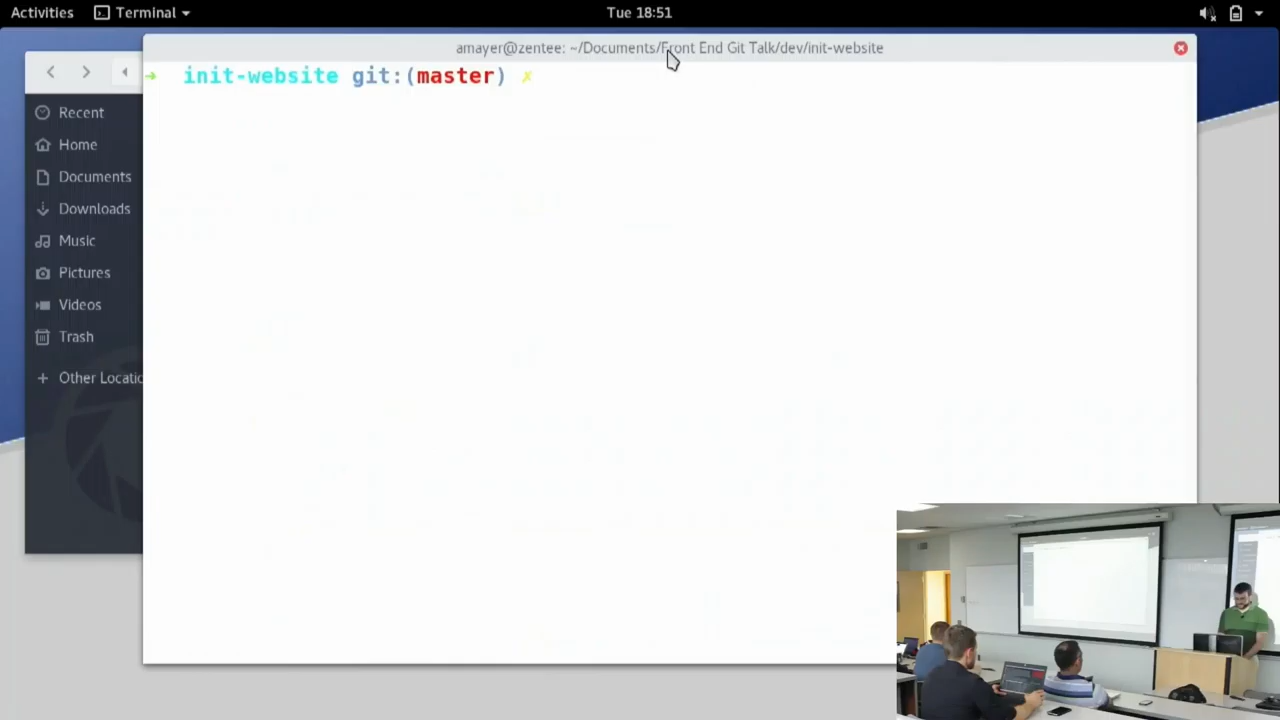 Activities Terminal Tue 18:51
amayer@zentee: ~/Documents/Front End Git Talk/dev/init-website
➜ init-website git:(master) ✗
Recent
Home
Documents
Downloads
Music
Pictures
Videos
Trash
+ Other Locatio